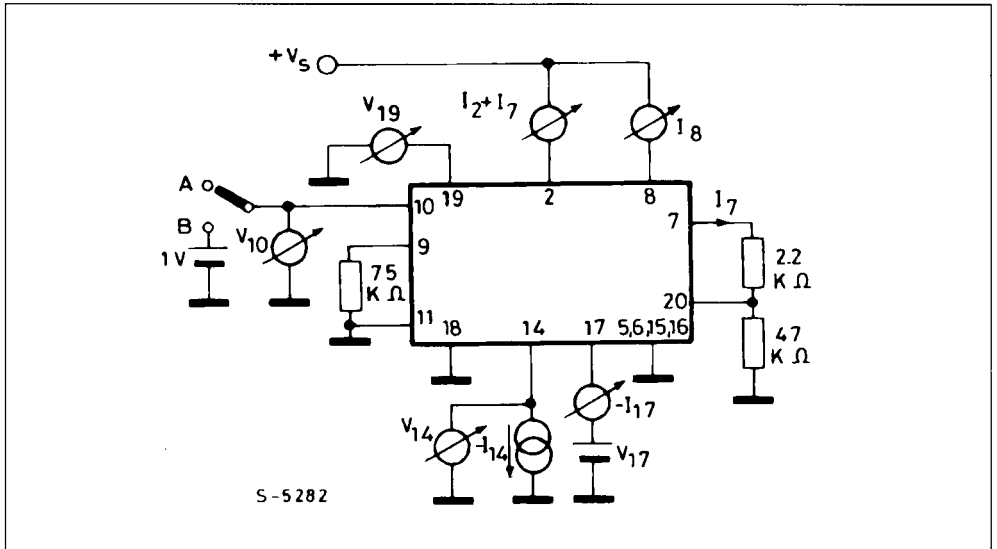 +VS
V19
I2+I7
I8
A
B
1V
V10
10
19
2
8
7
I7
9
75
KΩ
11
18
14
17
5,6,15,16
20
2.2
KΩ
47
KΩ
V14
-I14
-I17
V17
S-5282